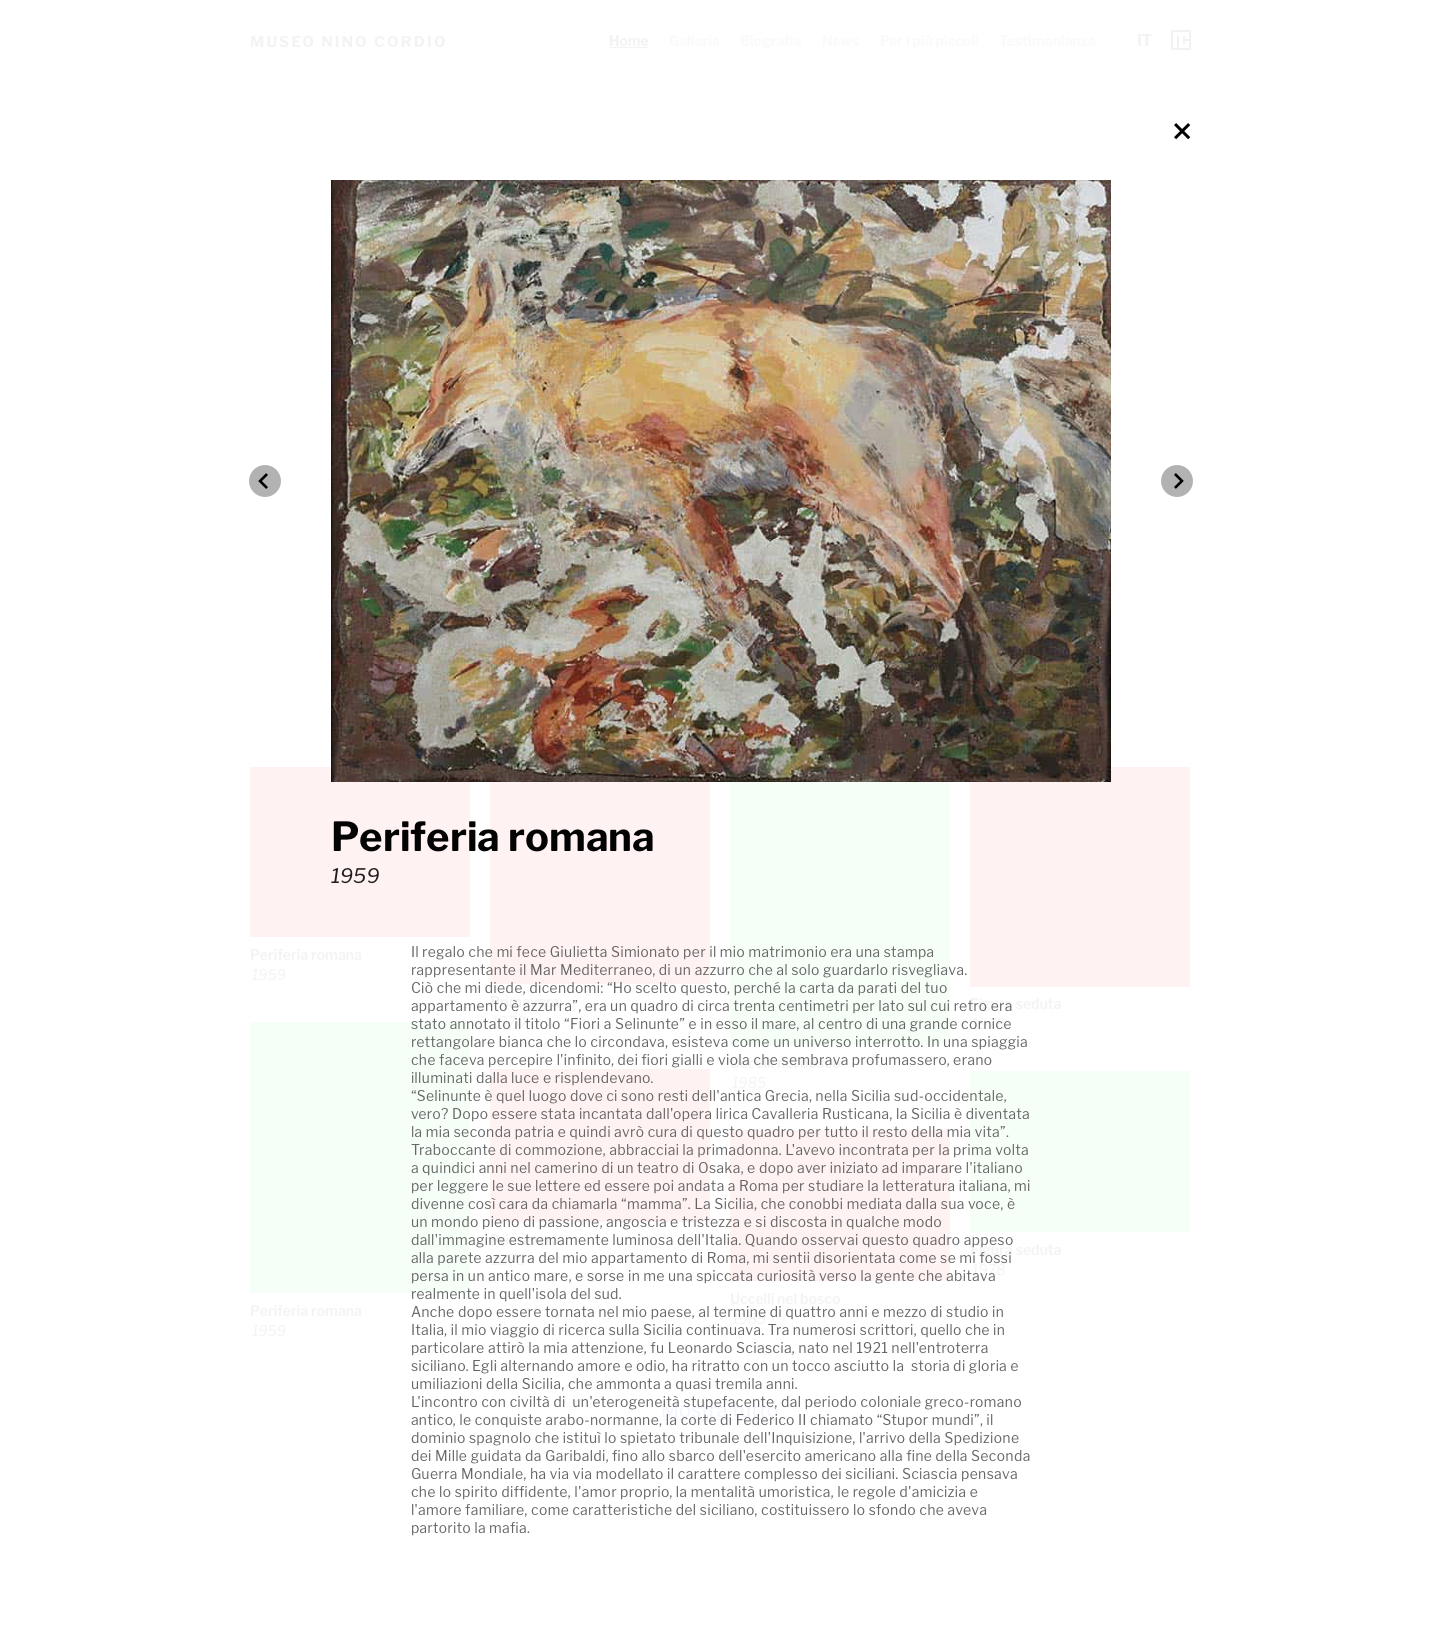 MUSEO NINO CORDIO
Home Galleria Biografia News Per i più piccoli Testimonianze IT
Periferia romana
1959
Periferia romana
1959
seduta
1985
seduta
Uccelli nel bosco
Periferia romana
1959
Il regalo che mi fece Giulietta Simionato per il mio matrimonio era una stampa
rappresentante il Mar Mediterraneo, di un azzurro che al solo guardarlo risvegliava.
Ciò che mi diede, dicendomi: “Ho scelto questo, perché la carta da parati del tuo
appartamento è azzurra”, era un quadro di circa trenta centimetri per lato sul cui retro era
stato annotato il titolo “Fiori a Selinunte” e in esso il mare, al centro di una grande cornice
rettangolare bianca che lo circondava, esisteva come un universo interrotto. In una spiaggia
che faceva percepire l'infinito, dei fiori gialli e viola che sembrava profumassero, erano
illuminati dalla luce e risplendevano.
“Selinunte è quel luogo dove ci sono resti dell'antica Grecia, nella Sicilia sud-occidentale,
vero? Dopo essere stata incantata dall'opera lirica Cavalleria Rusticana, la Sicilia è diventata
la mia seconda patria e quindi avrò cura di questo quadro per tutto il resto della mia vita”.
Traboccante di commozione, abbracciai la primadonna. L'avevo incontrata per la prima volta
a quindici anni nel camerino di un teatro di Osaka, e dopo aver iniziato ad imparare l'italiano
per leggere le sue lettere ed essere poi andata a Roma per studiare la letteratura italiana, mi
divenne così cara da chiamarla “mamma”. La Sicilia, che conobbi mediata dalla sua voce, è
un mondo pieno di passione, angoscia e tristezza e si discosta in qualche modo
dall'immagine estremamente luminosa dell'Italia. Quando osservai questo quadro appeso
alla parete azzurra del mio appartamento di Roma, mi sentii disorientata come se mi fossi
persa in un antico mare, e sorse in me una spiccata curiosità verso la gente che abitava
realmente in quell'isola del sud.
Anche dopo essere tornata nel mio paese, al termine di quattro anni e mezzo di studio in
Italia, il mio viaggio di ricerca sulla Sicilia continuava. Tra numerosi scrittori, quello che in
particolare attirò la mia attenzione, fu Leonardo Sciascia, nato nel 1921 nell'entroterra
siciliano. Egli alternando amore e odio, ha ritratto con un tocco asciutto la storia di gloria e
umiliazioni della Sicilia, che ammonta a quasi tremila anni.
L'incontro con civiltà di un'eterogeneità stupefacente, dal periodo coloniale greco-romano
antico, le conquiste arabo-normanne, la corte di Federico II chiamato “Stupor mundi”, il
dominio spagnolo che istituì lo spietato tribunale dell'Inquisizione, l'arrivo della Spedizione
dei Mille guidata da Garibaldi, fino allo sbarco dell'esercito americano alla fine della Seconda
Guerra Mondiale, ha via via modellato il carattere complesso dei siciliani. Sciascia pensava
che lo spirito diffidente, l'amor proprio, la mentalità umoristica, le regole d'amicizia e
l'amore familiare, come caratteristiche del siciliano, costituissero lo sfondo che aveva
partorito la mafia.